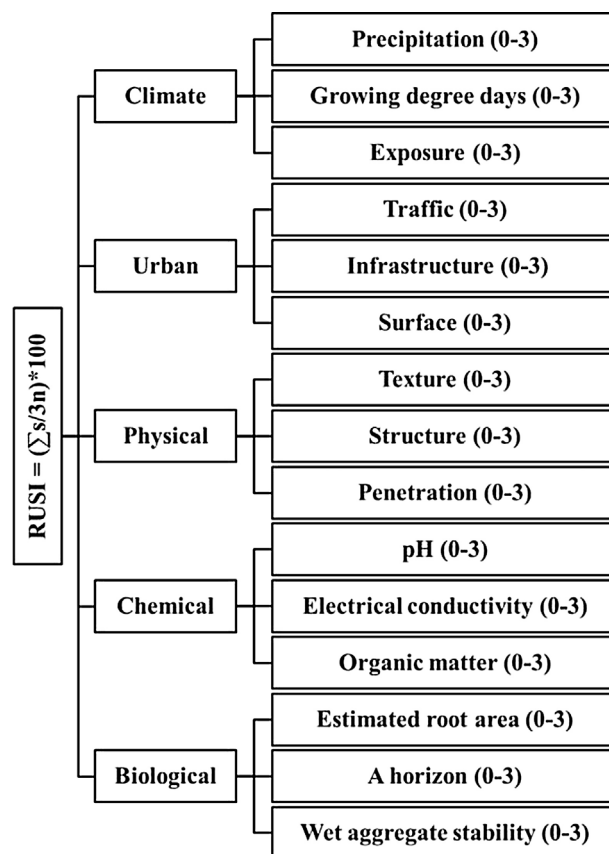 RUSI = (∑s/3n)*100
Climate
Precipitation (0-3)
Growing degree days (0-3)
Exposure (0-3)
Urban
Traffic (0-3)
Infrastructure (0-3)
Surface (0-3)
Physical
Texture (0-3)
Structure (0-3)
Penetration (0-3)
Chemical
pH (0-3)
Electrical conductivity (0-3)
Organic matter (0-3)
Biological
Estimated root area (0-3)
A horizon (0-3)
Wet aggregate stability (0-3)